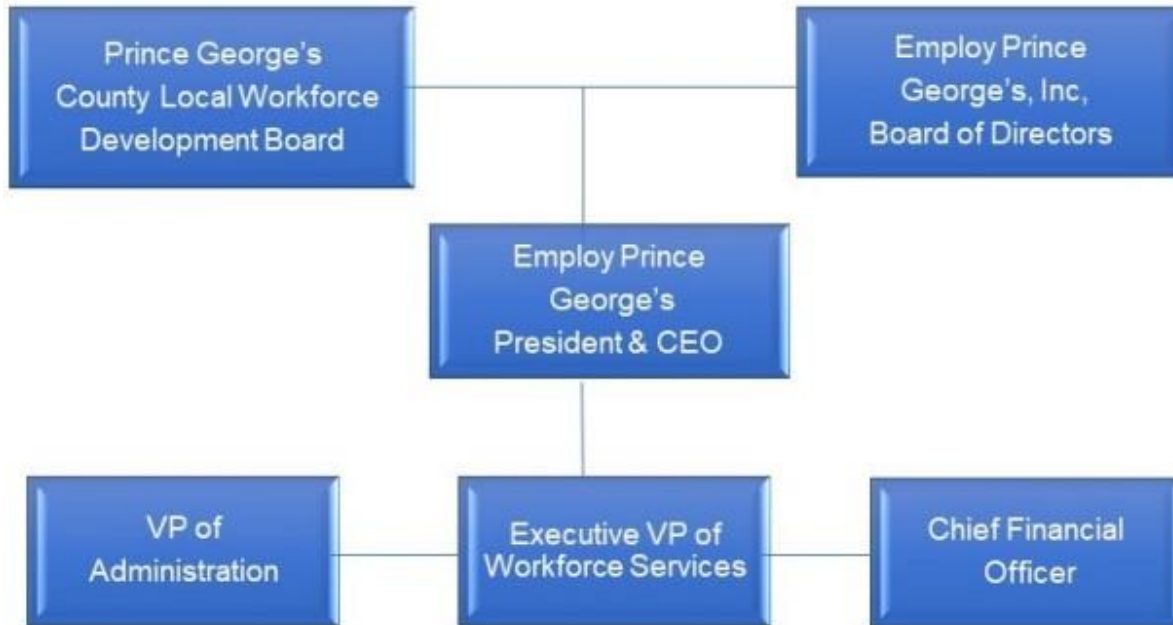 Prince George’s
County Local Workforce
Development Board
Employ Prince
George’s, Inc,
Board of Directors
Employ Prince
George’s
President & CEO
VP of
Administration
Executive VP of
Workforce Services
Chief Financial
Officer